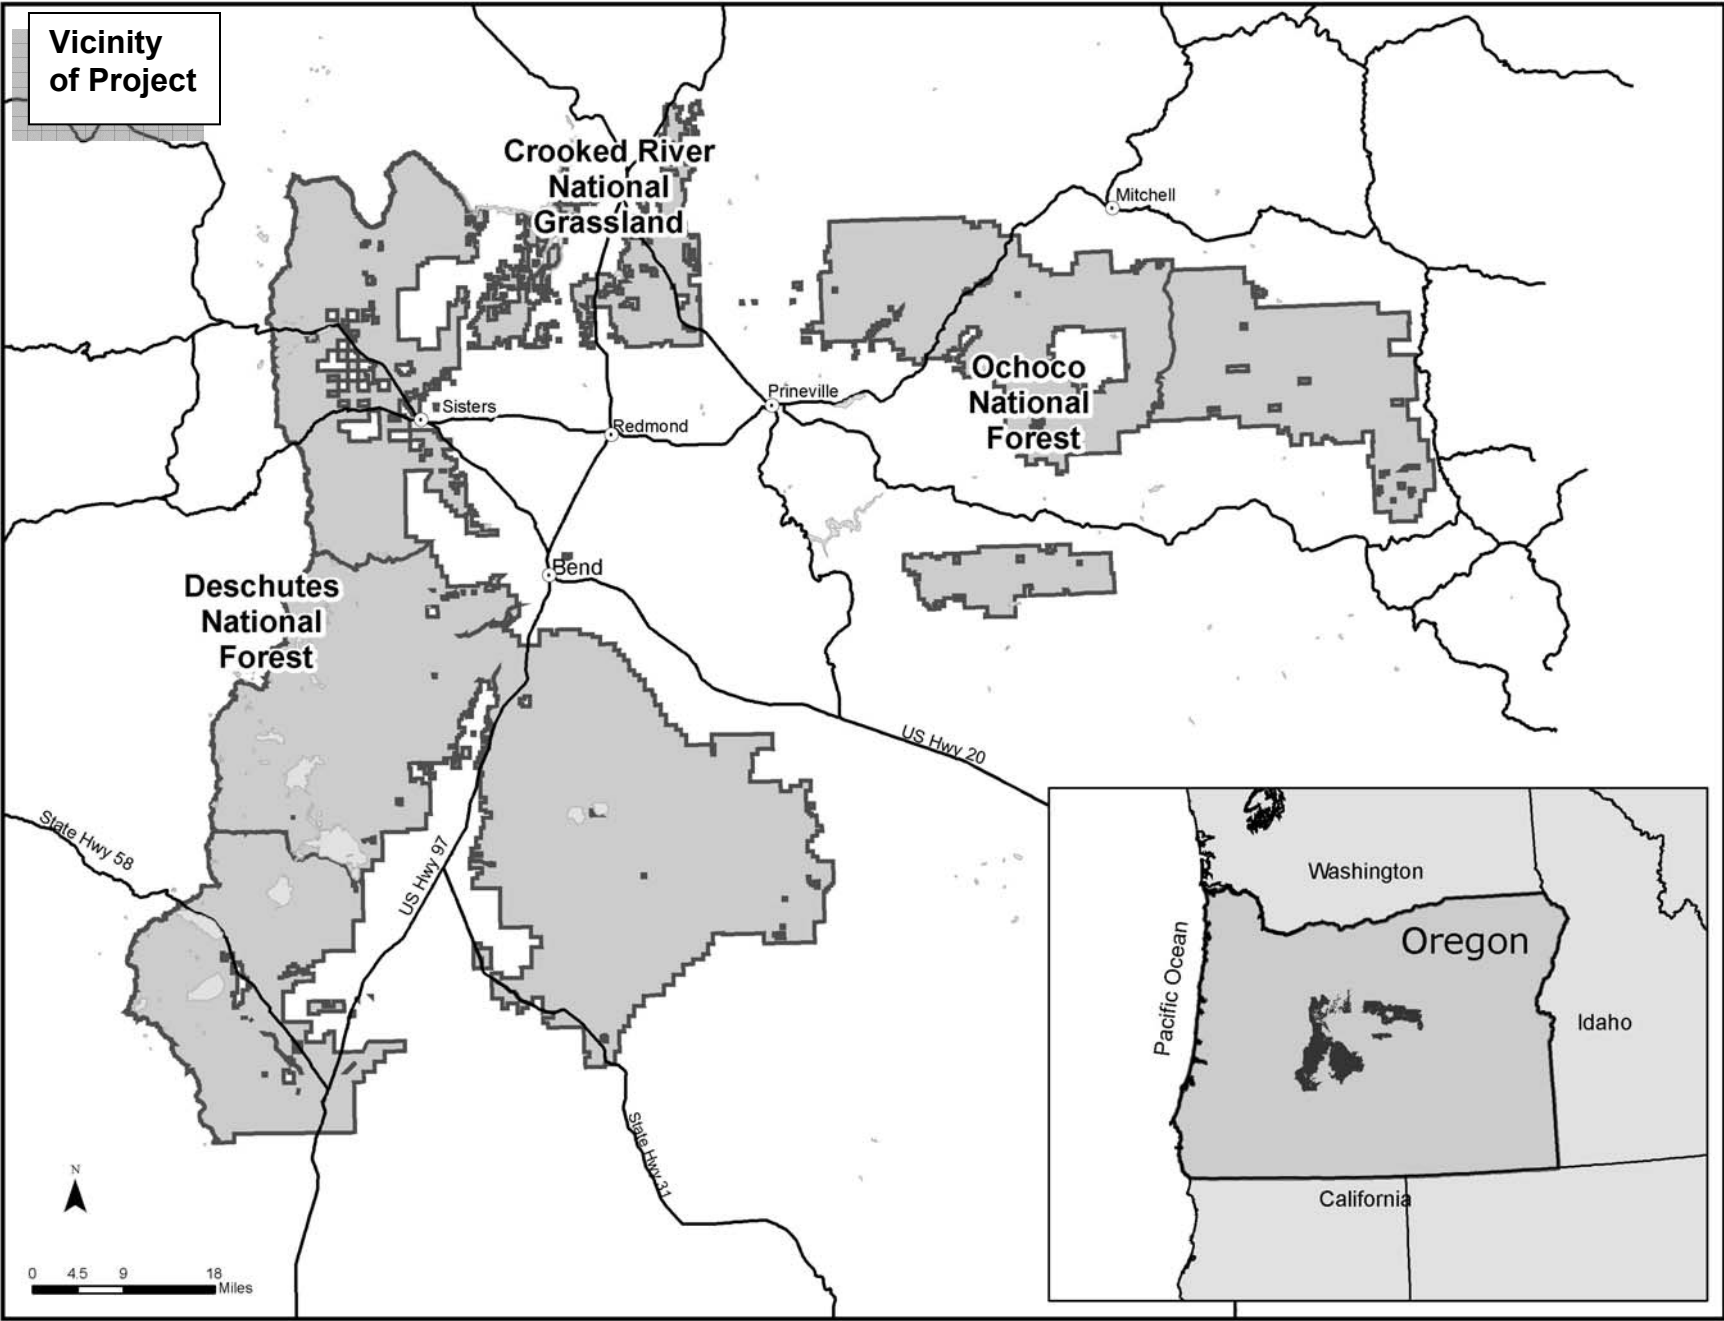 Vicinity
of Project
Crooked River
National
Grassland
Mitchell
Ochoco
National
Forest
Prineville
Sisters
Redmond
Bend
Deschutes
National
Forest
US Hwy 20
State Hwy 58
US Hwy 97
State Hwy 31
N
0 4.5 9 18
Miles
Washington
Oregon
Pacific Ocean
Idaho
California